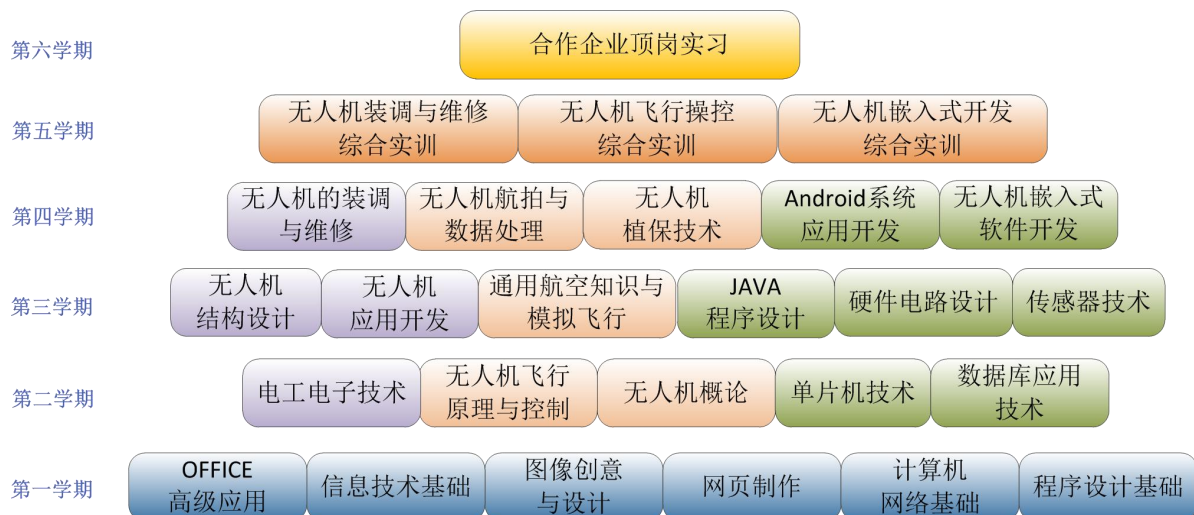 第六学期
合作企业顶岗实习
第五学期
无人机装调与维修
综合实训
无人机飞行操控
综合实训
无人机嵌入式开发
综合实训
第四学期
无人机的装调
与维修
无人机航拍与
数据处理
无人机
植保技术
Android系统
应用开发
无人机嵌入式
软件开发
第三学期
无人机
结构设计
无人机
应用开发
通用航空知识与
模拟飞行
JAVA
程序设计
硬件电路设计
传感器技术
第二学期
电工电子技术
无人机飞行
原理与控制
无人机概论
单片机技术
数据库应用
技术
第一学期
OFFICE
高级应用
信息技术基础
图像创意
与设计
网页制作
计算机
网络基础
程序设计基础